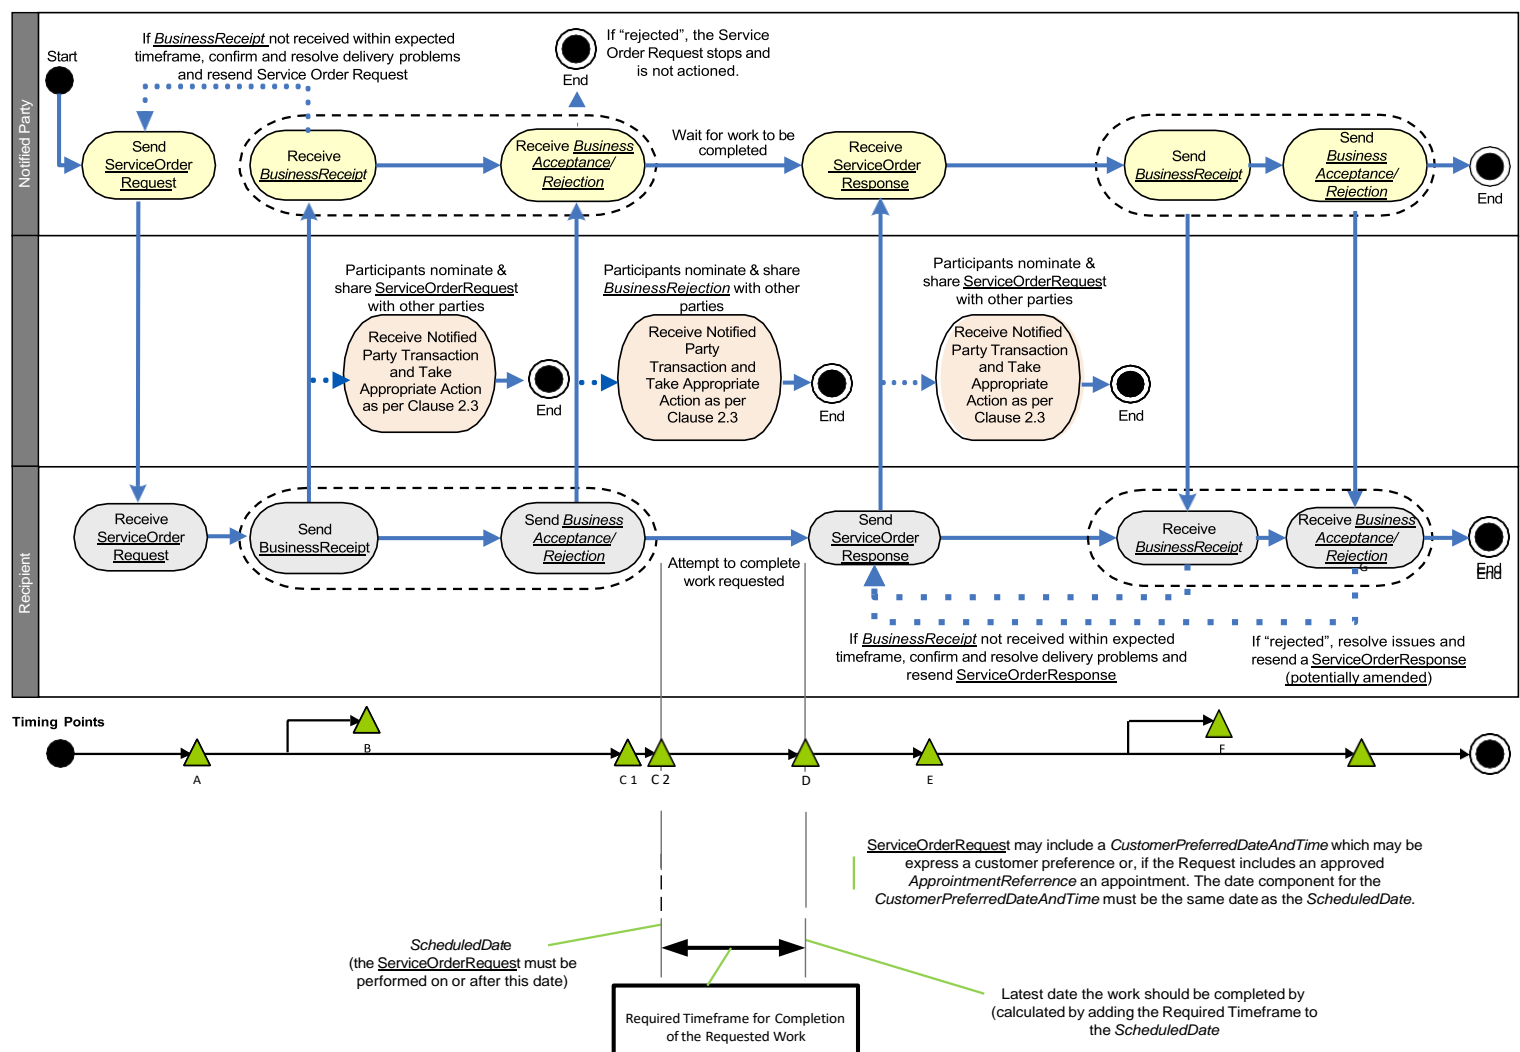 Notified Party
Start
If BusinessReceipt not received within expected
timeframe, confirm and resolve delivery problems
and resend Service Order Request
End
If “rejected”, the Service
Order Request stops and
is not actioned.
Send
ServiceOrder
Request
Receive
BusinessReceipt
Receive Business
Acceptance/
Rejection
Wait for work to be
completed
Receive
ServiceOrder
Response
Send
BusinessReceipt
Send
Business
Acceptance/
Rejection
End
Participants nominate &
share ServiceOrderRequest
with other parties
Receive Notified
Party Transaction
and Take
Appropriate Action
as per Clause 2.3
End
Participants nominate & share
BusinessRejection with other
parties
Receive Notified
Party
Transaction and
Take Appropriate
Action as per
Clause 2.3
End
Participants nominate &
share ServiceOrderRequest
with other parties
Receive Notified
Party Transaction
and Take
Appropriate
Action as per
Clause 2.3
End
Recipient
Receive
ServiceOrder
Request
Send
BusinessReceipt
Send Business
Acceptance/
Rejection
Attempt to complete
work requested
Send
ServiceOrder
Response
Receive
BusinessReceipt
Receive Business
Acceptance/
Rejection
G
End
End
If BusinessReceipt not received within expected
timeframe, confirm and resolve delivery problems and
resend ServiceOrderResponse
If “rejected”, resolve issues and
resend a ServiceOrderResponse
(potentially amended)
Timing Points
A
B
C 1
C 2
D
E
F
ServiceOrderRequest may include a CustomerPreferredDateAndTime which may be
express a customer preference or, if the Request includes an approved
ApprointmentReferrence an appointment. The date component for the
CustomerPreferredDateAndTime must be the same date as the ScheduledDate.
ScheduledDate
(the ServiceOrderRequest must be
performed on or after this date)
Required Timeframe for Completion
of the Requested Work
Latest date the work should be completed by
(calculated by adding the Required Timeframe to
the ScheduledDate